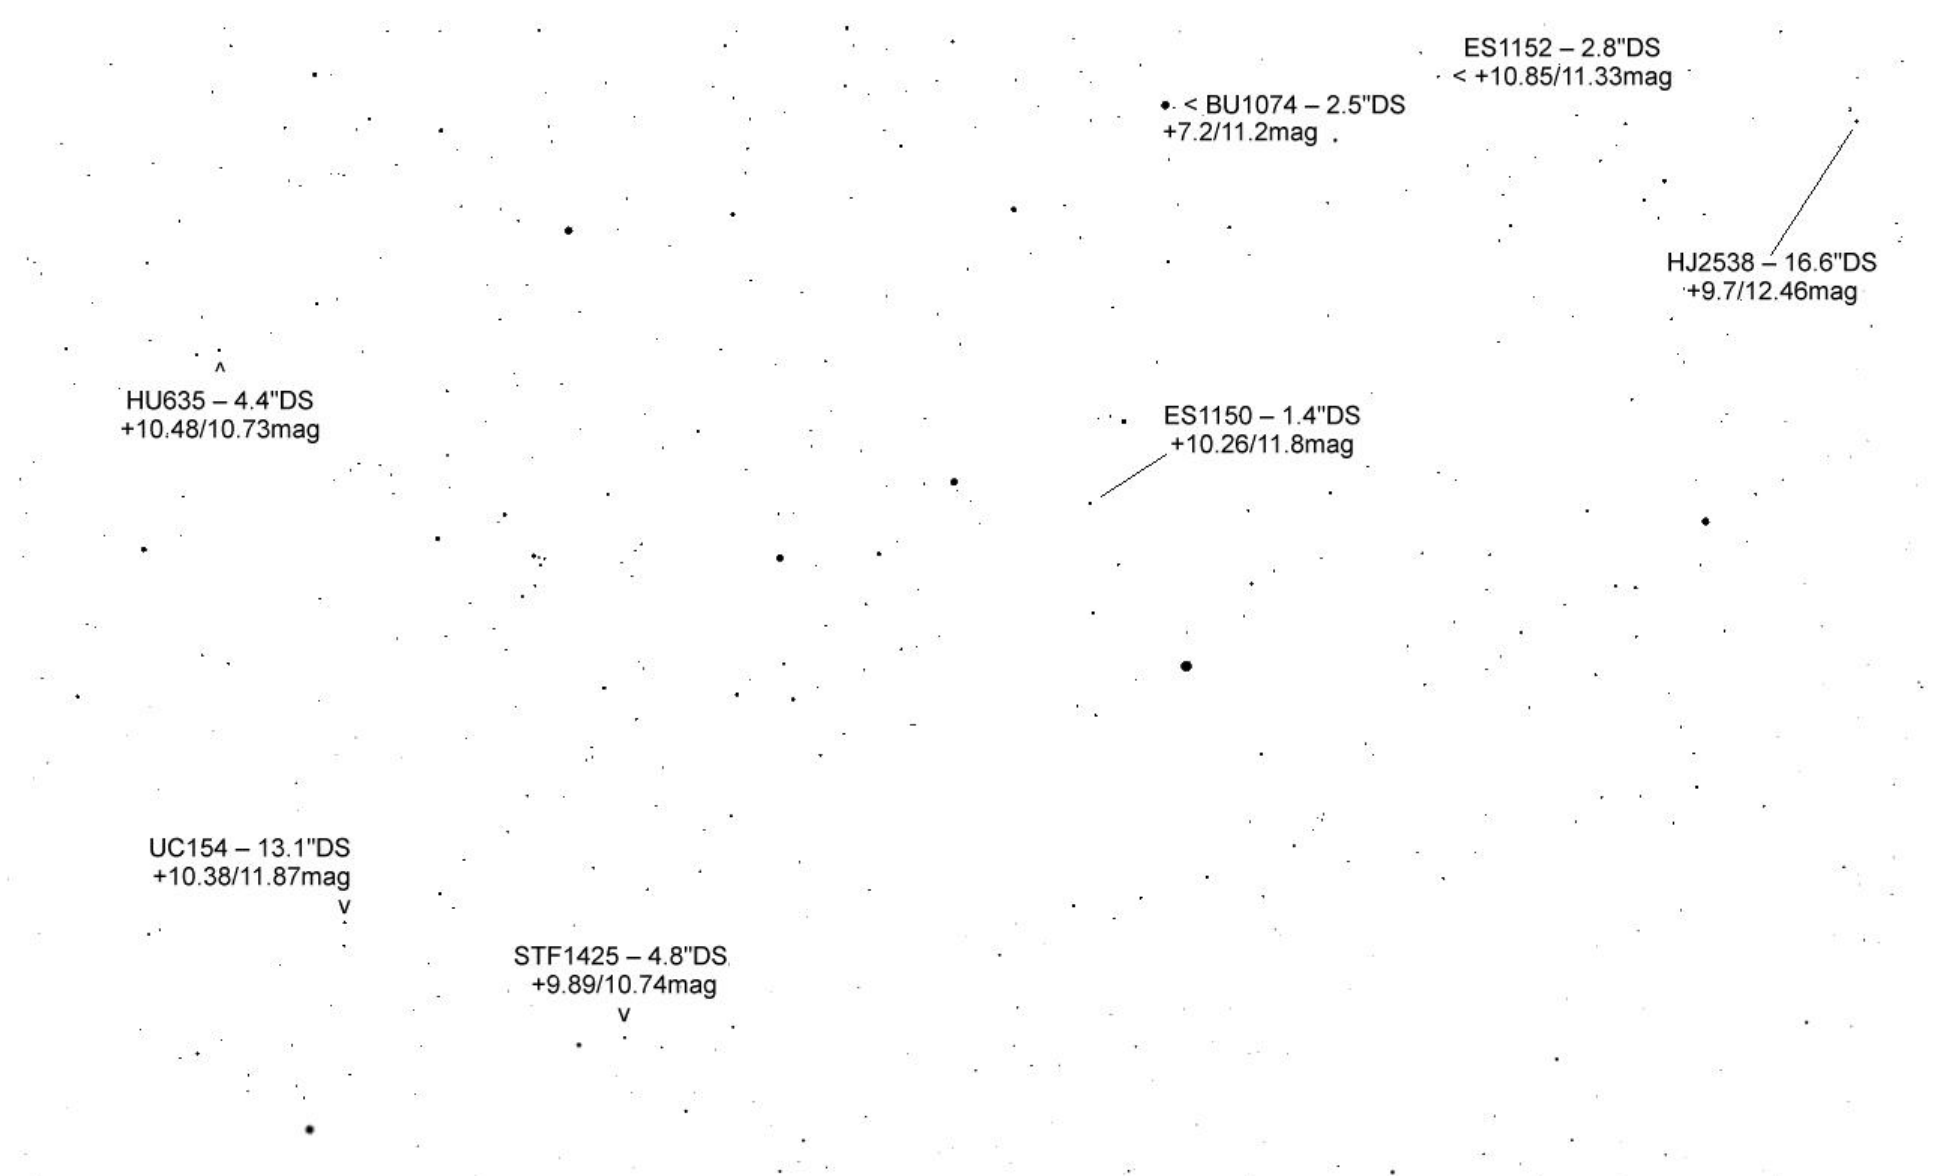 ES1152 – 2.8"DS
< +10.85/11.33mag
< BU1074 – 2.5"DS
+7.2/11.2mag
HJ2538 – 16.6"DS
+9.7/12.46mag
^
HU635 – 4.4"DS
+10.48/10.73mag
ES1150 – 1.4"DS
+10.26/11.8mag
UC154 – 13.1"DS
+10.38/11.87mag
v
STF1425 – 4.8"DS
+9.89/10.74mag
v